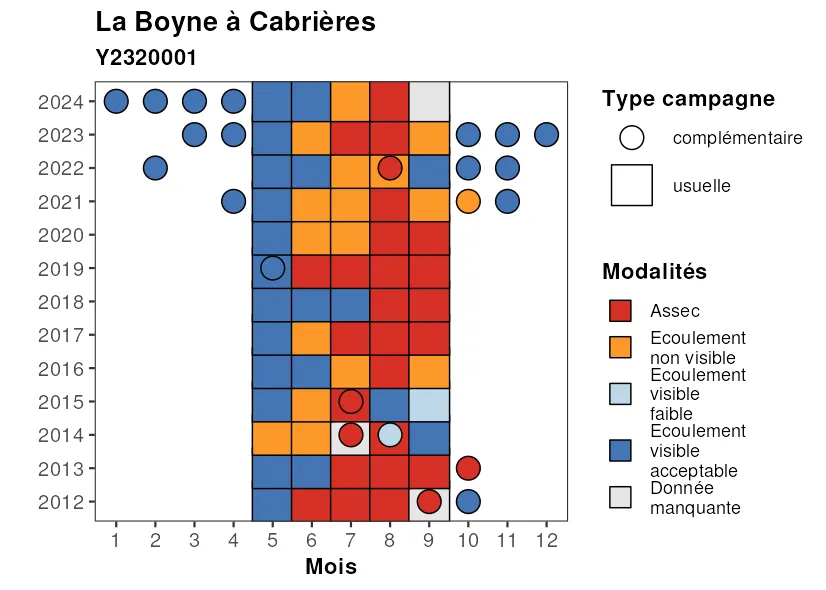 La Boyne à Cabrières
Y2320001
2024
2023
2022
2021
2020
2019
2018
2017
2016
2015
2014
2013
2012
1 2 3 4 5 6 7 8 9 10 11 12
Mois
Type campagne
complémentaire
usuelle
Modalités
Assec
Ecoulement
non visible
Ecoulement
visible
faible
Ecoulement
visible
acceptable
Donnée
manquante